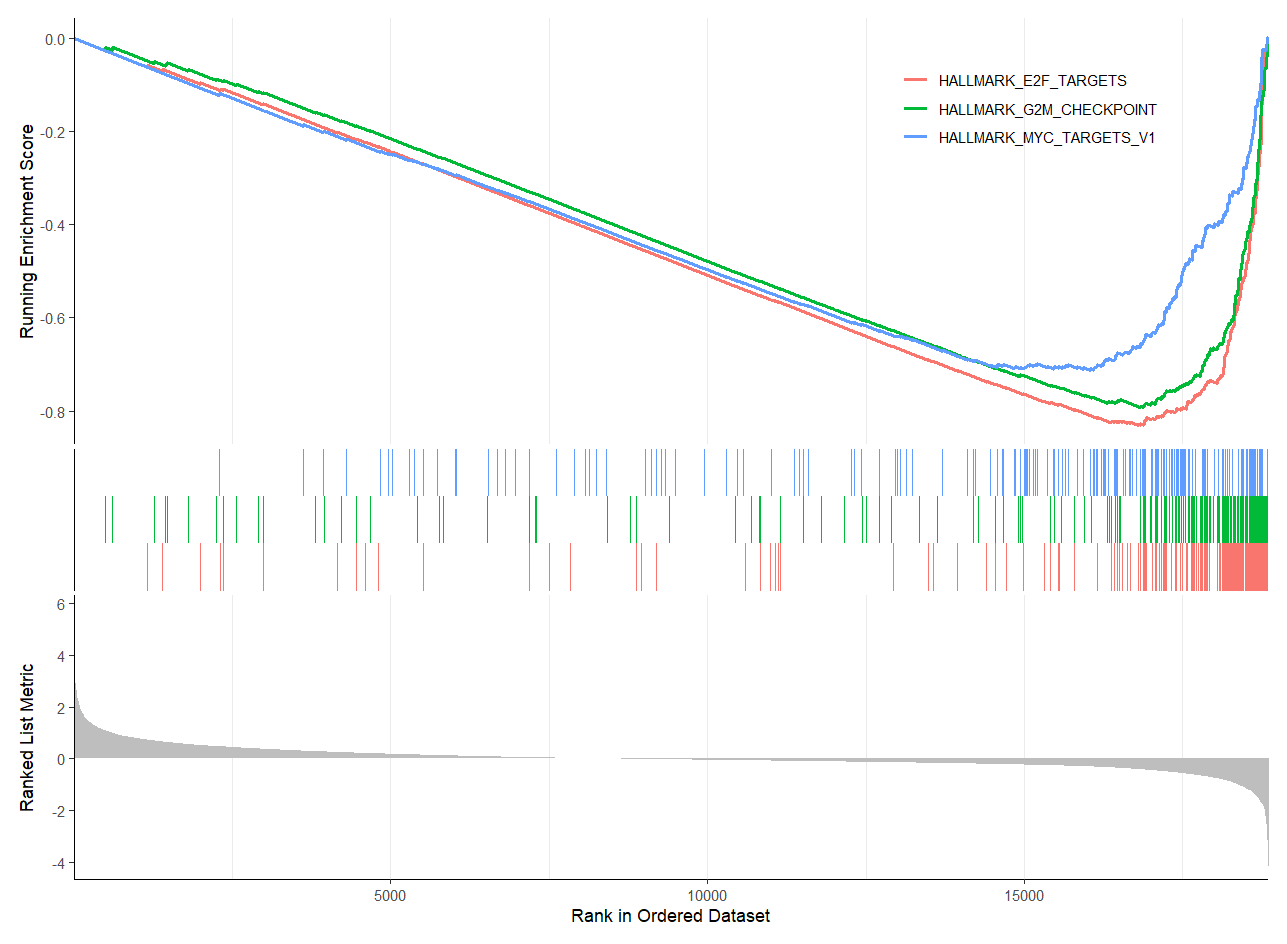 0.0
-0.2
-0.4
-0.6
-0.8
Running Enrichment Score
HALLMARK_E2F_TARGETS
HALLMARK_G2M_CHECKPOINT
HALLMARK_MYC_TARGETS_V1
6
4
2
0
-2
-4
Ranked List Metric
5000 10000 15000
Rank in Ordered Dataset